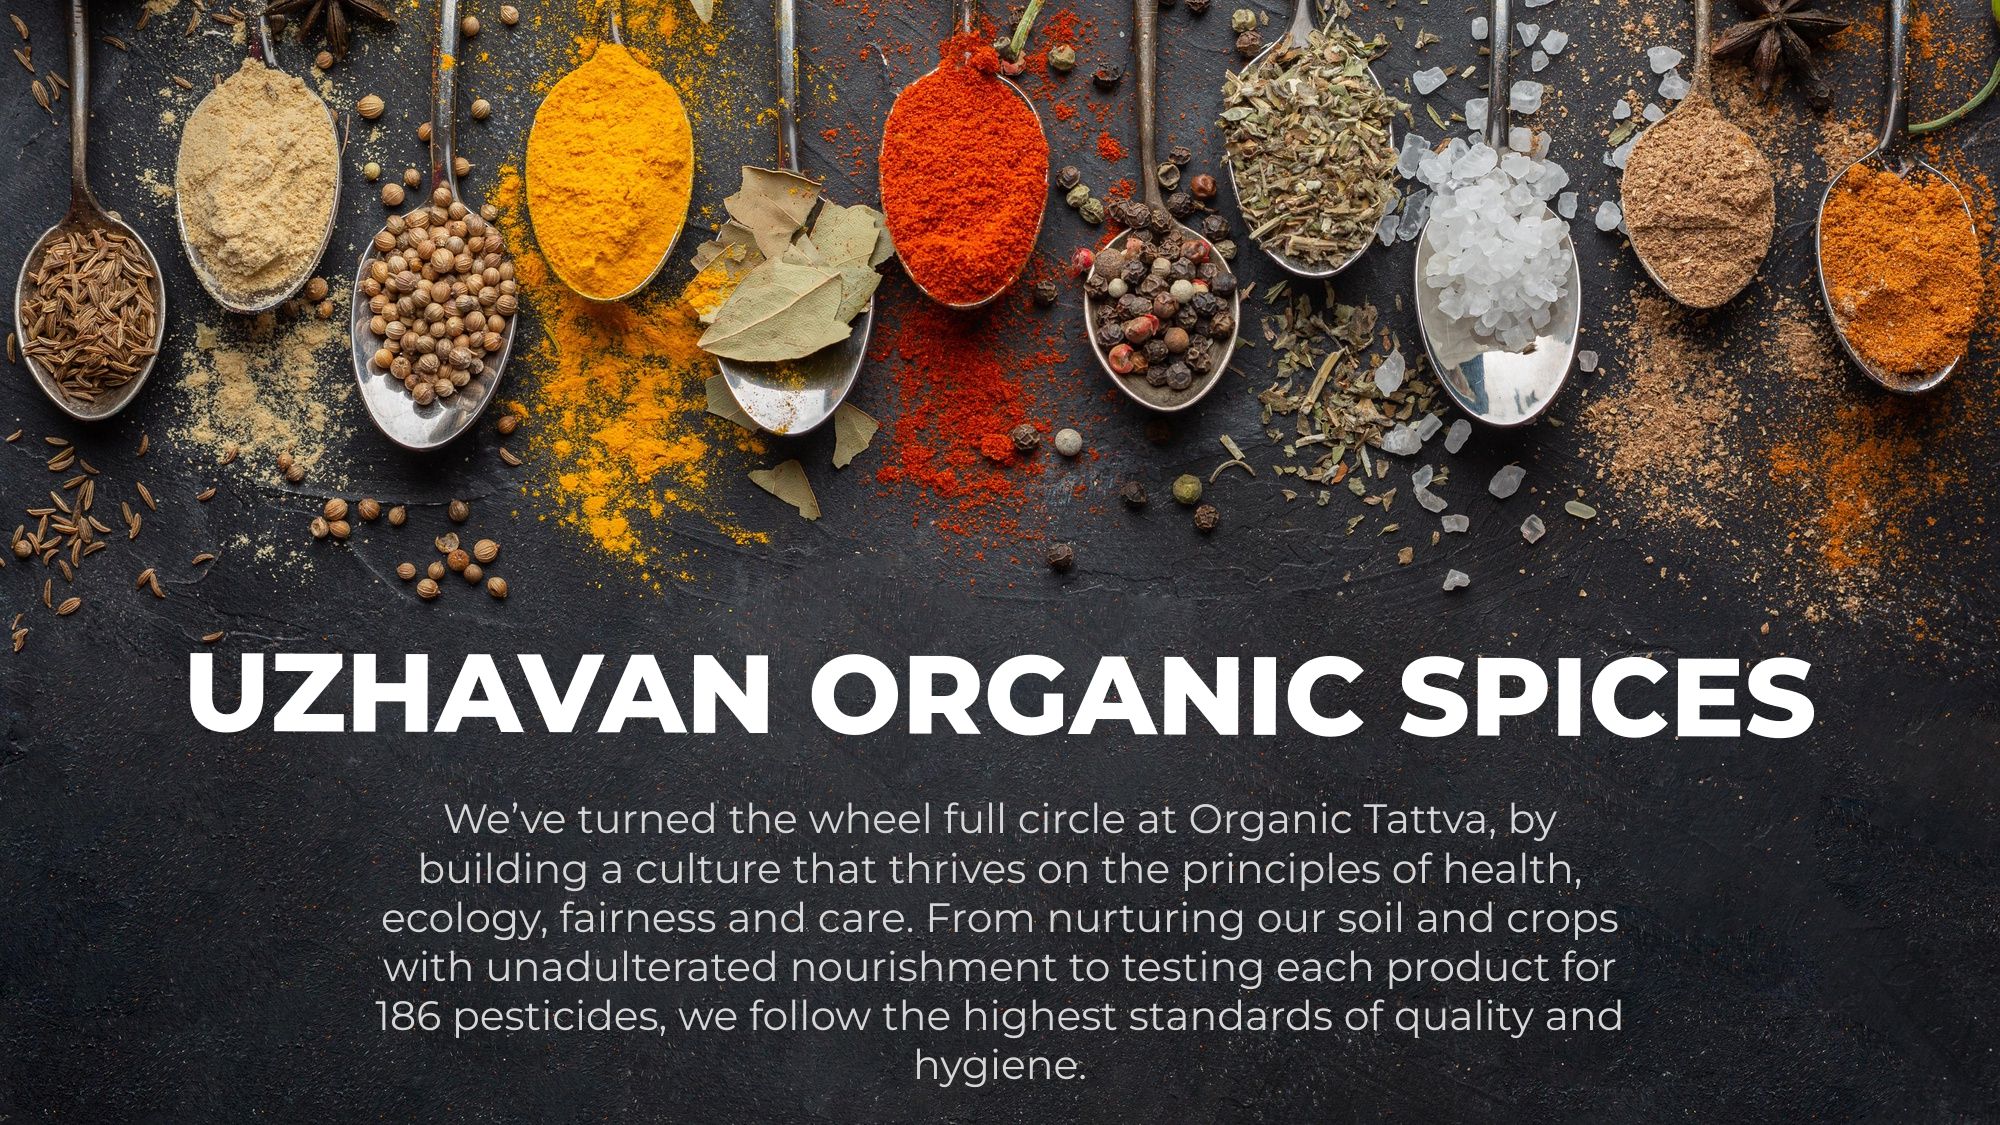 UZHAVAN ORGANIC SPICES
We’ve turned the wheel full circle at Organic Tattva, by
building a culture that thrives on the principles of health,
ecology, fairness and care. From nurturing our soil and crops
with unadulterated nourishment to testing each product for
186 pesticides, we follow the highest standards of quality and
hygiene.